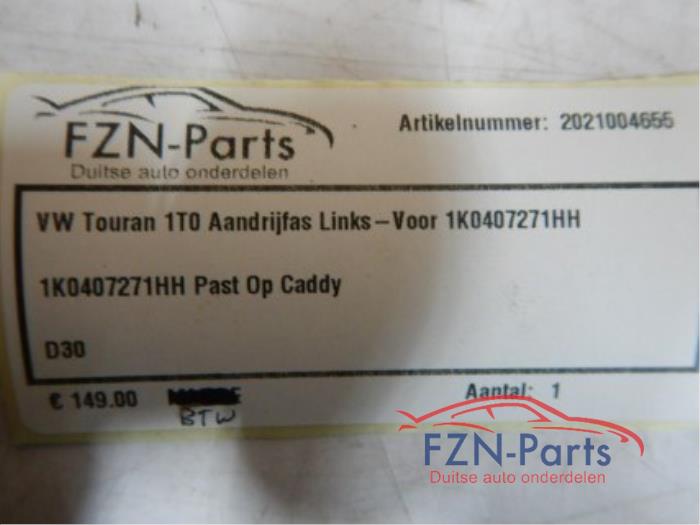 FZN-Parts
Duitse auto onderdelen
Artikelnummer: 2021004655
VW Touran 1T0 Aandrijfas Links-Voor 1K0407271HH
1K0407271HH Past Op Caddy
D30
€ 149.00
BTW
Aantal: 1
FZN-Parts
Duitse auto onderdelen